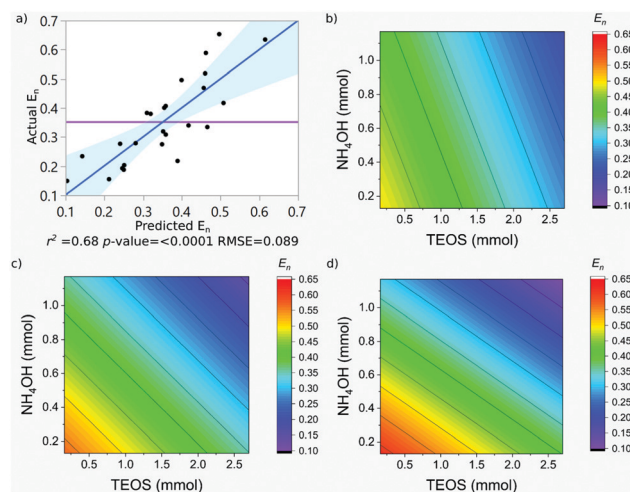 a)
0.7
0.6
0.5
0.4
0.3
0.2
0.1
Actual En
0.1 0.2 0.3 0.4 0.5 0.6 0.7
Predicted En
r² =0.68 p-value=<0.0001 RMSE=0.089
b)
En
1.0
0.8
0.6
0.4
0.2
NH₄OH (mmol)
0.5 1.0 1.5 2.0 2.5
TEOS (mmol)
0.65
0.60
0.55
0.50
0.45
0.40
0.35
0.30
0.25
0.20
0.15
0.10
c)
En
1.0
0.8
0.6
0.4
0.2
NH₄OH (mmol)
0.5 1.0 1.5 2.0 2.5
TEOS (mmol)
0.65
0.60
0.55
0.50
0.45
0.40
0.35
0.30
0.25
0.20
0.15
0.10
d)
En
1.0
0.8
0.6
0.4
0.2
NH₄OH (mmol)
0.5 1.0 1.5 2.0 2.5
TEOS (mmol)
0.65
0.60
0.55
0.50
0.45
0.40
0.35
0.30
0.25
0.20
0.15
0.10